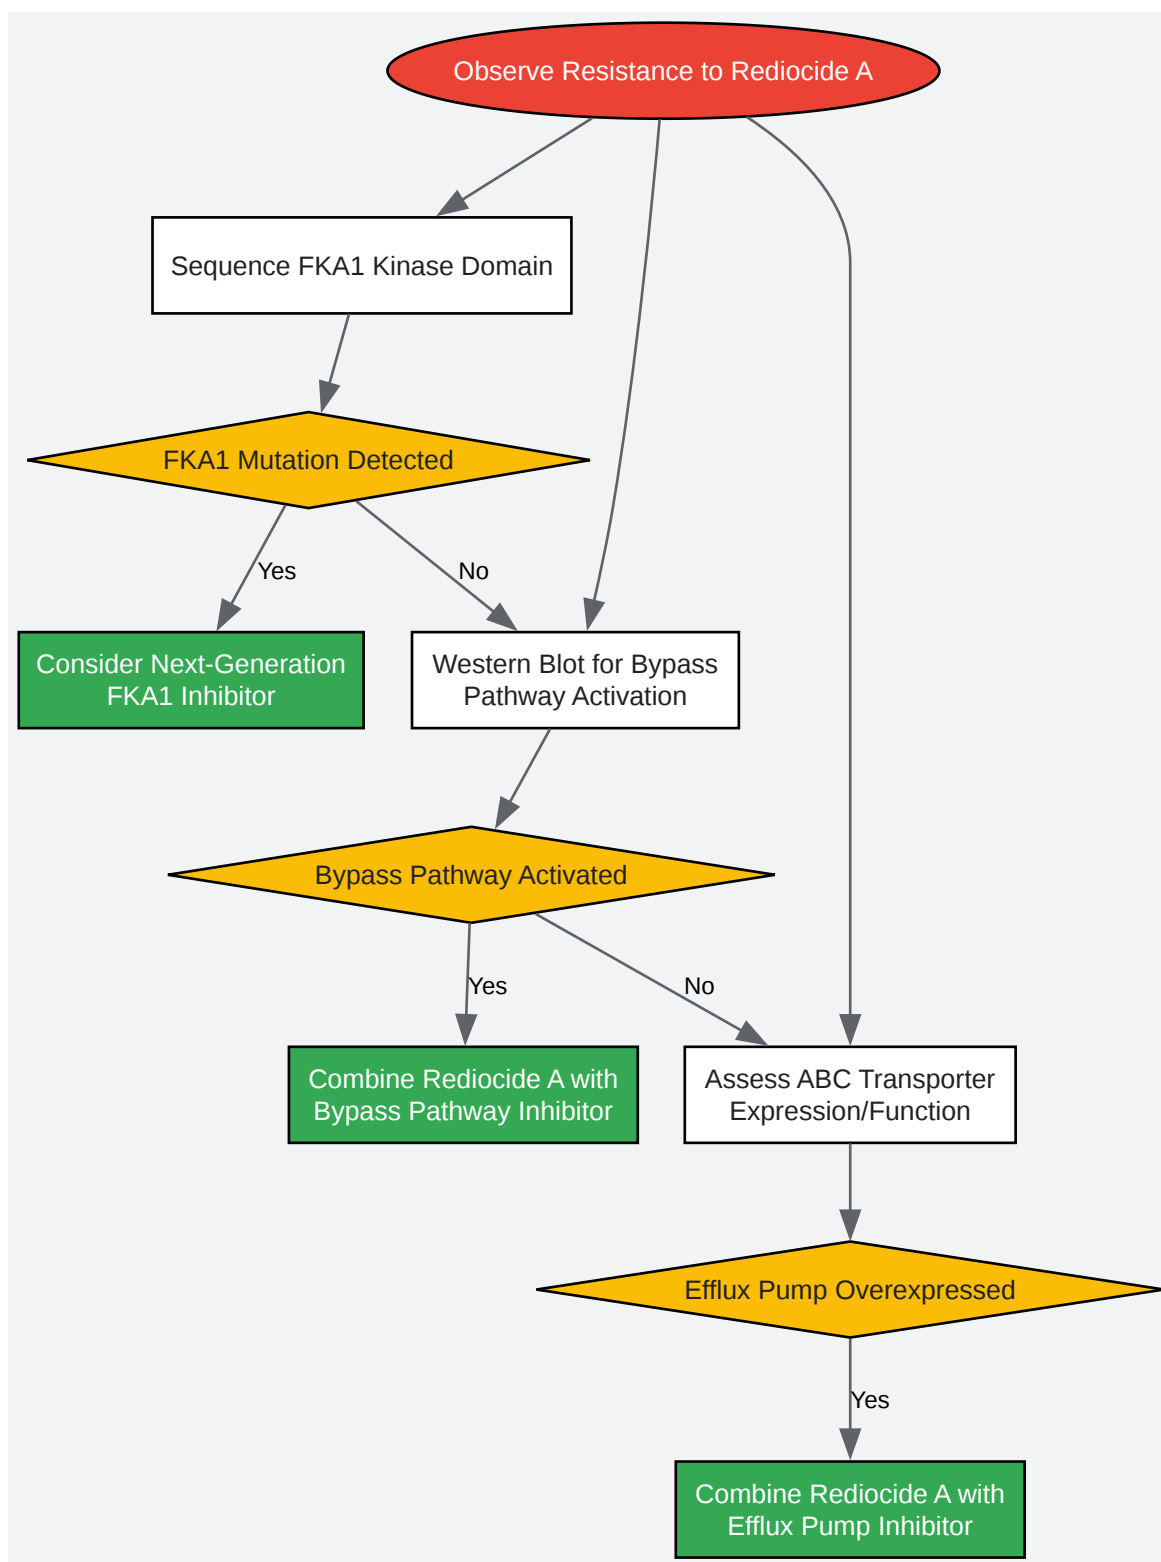 Observe Resistance to Rediocide A
Sequence FKA1 Kinase Domain
FKA1 Mutation Detected
Yes
No
Consider Next-Generation
FKA1 Inhibitor
Western Blot for Bypass
Pathway Activation
Bypass Pathway Activated
Yes
No
Combine Rediocide A with
Bypass Pathway Inhibitor
Assess ABC Transporter
Expression/Function
Efflux Pump Overexpressed
Yes
Combine Rediocide A with
Efflux Pump Inhibitor